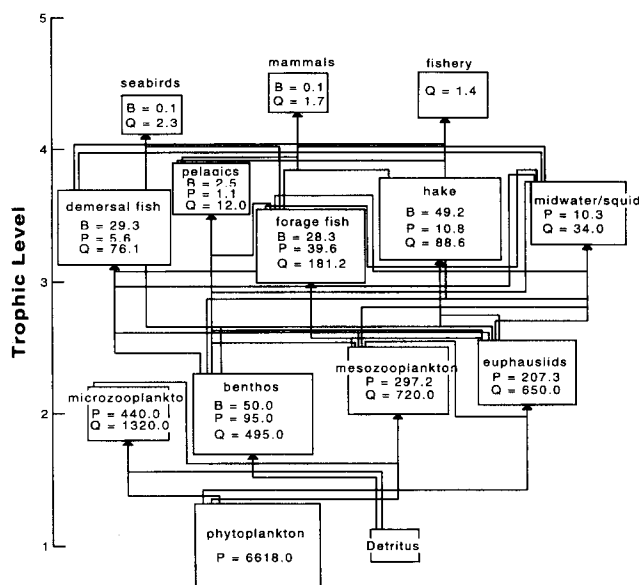 5
4
3
2
1
Trophic Level
seabirds
B = 0.1
Q = 2.3
mammals
B = 0.1
Q = 1.7
fishery
Q = 1.4
demersal fish
B = 29.3
P = 5.6
Q = 76.1
pelagics
B = 2.5
P = 1.1
Q = 12.0
forage fish
B = 28.3
P = 39.6
Q = 181.2
hake
B = 49.2
P = 10.8
Q = 88.6
midwater/squid
P = 10.3
Q = 34.0
microzooplankto
P = 440.0
Q = 1320.0
benthos
B = 50.0
P = 95.0
Q = 495.0
mesozooplankton
P = 297.2
Q = 720.0
euphausiids
P = 207.3
Q = 650.0
phytoplankton
P = 6618.0
Detritus